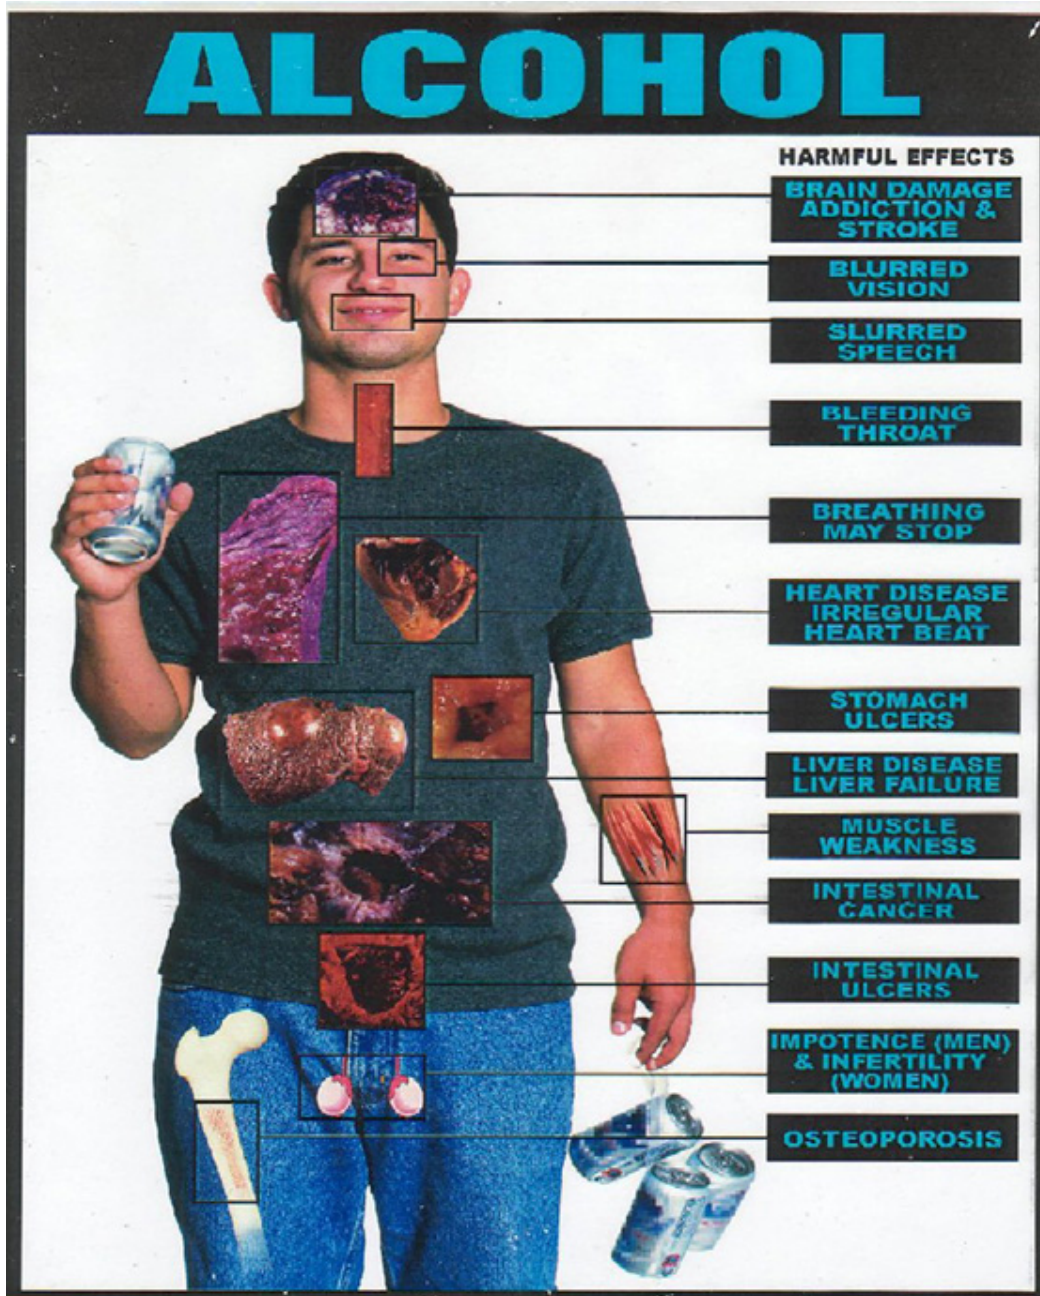 ALCOHOL
HARMFUL EFFECTS
BRAIN DAMAGE
ADDICTION &
STROKE
BLURRED
VISION
SLURRED
SPEECH
BLEEDING
THROAT
BREATHING
MAY STOP
HEART DISEASE
IRREGULAR
HEART BEAT
STOMACH
ULCERS
LIVER DISEASE
LIVER FAILURE
MUSCLE
WEAKNESS
INTESTINAL
CANCER
INTESTINAL
ULCERS
IMPOTENCE (MEN)
& INFERTILITY
(WOMEN)
OSTEOPOROSIS